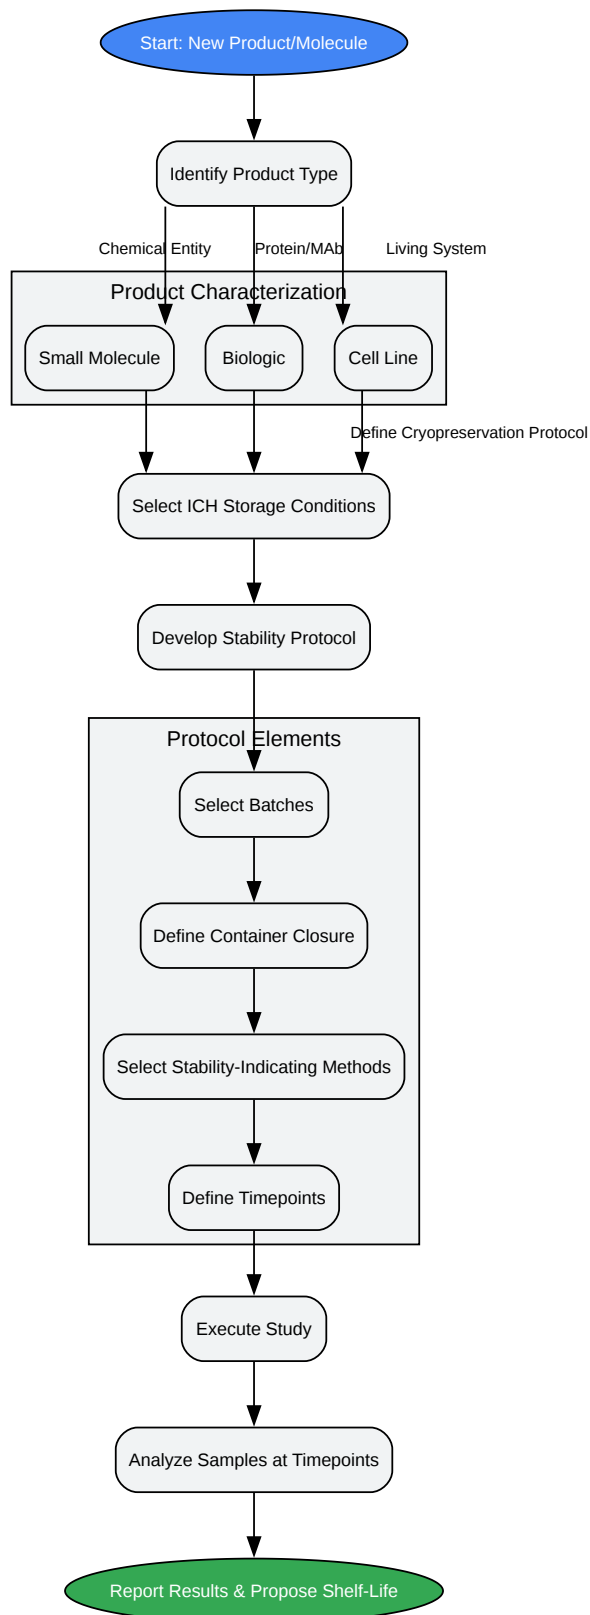 Start: New Product/Molecule
Identify Product Type
Chemical Entity
Protein/MAb
Living System
Product Characterization
Small Molecule
Biologic
Cell Line
Define Cryopreservation Protocol
Select ICH Storage Conditions
Develop Stability Protocol
Protocol Elements
Select Batches
Define Container Closure
Select Stability-Indicating Methods
Define Timepoints
Execute Study
Analyze Samples at Timepoints
Report Results & Propose Shelf-Life